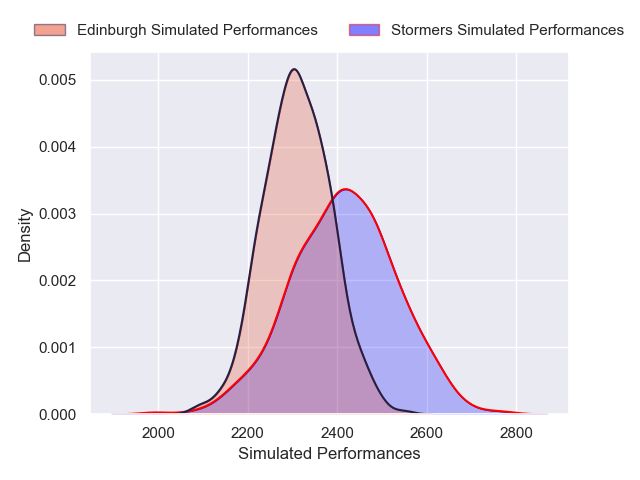 Edinburgh Simulated Performances Stormers Simulated Performances
0.005
0.004
0.003
0.002
0.001
0.000
Density
2000 2200 2400 2600 2800
Simulated Performances